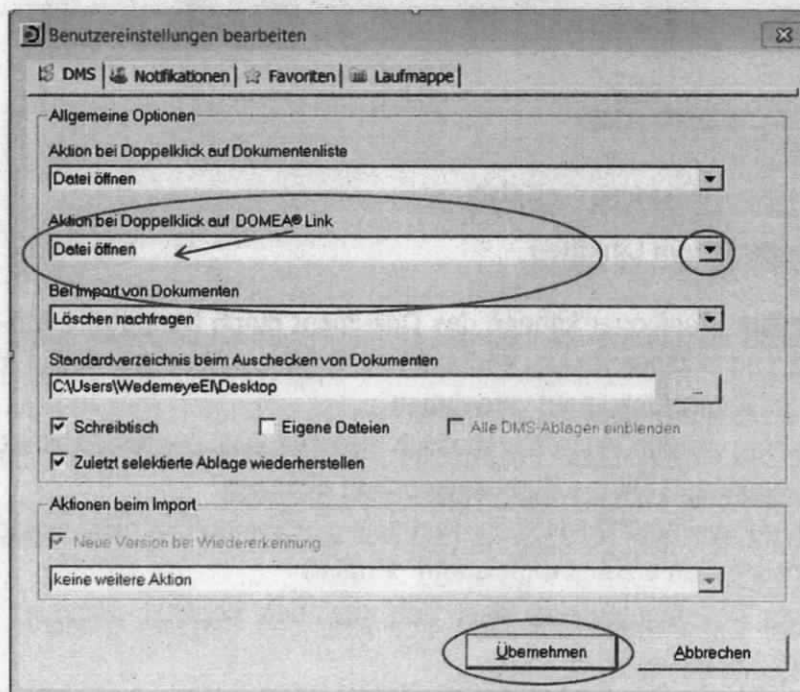 Benutzereinstellungen bearbeiten
DMS Notifikationen Favoriten Laufmappe
Allgemeine Optionen
Aktion bei Doppelklick auf Dokumentenliste
Datei öffnen
Aktion bei Doppelklick auf DOMEA® Link
Datei öffnen
Bei Import von Dokumenten
Löschen nachfragen
Standardverzeichnis beim Auschecken von Dokumenten
C:\Users\WedemeyeEl\Desktop
...
Schreibtisch Eigene Dateien Alle DMS-Ablagen einblenden
Zuletzt selektierte Ablage wiederherstellen
Aktionen beim Import
Neue Version bei Wiedererkennung
keine weitere Aktion
Übernehmen Abbrechen